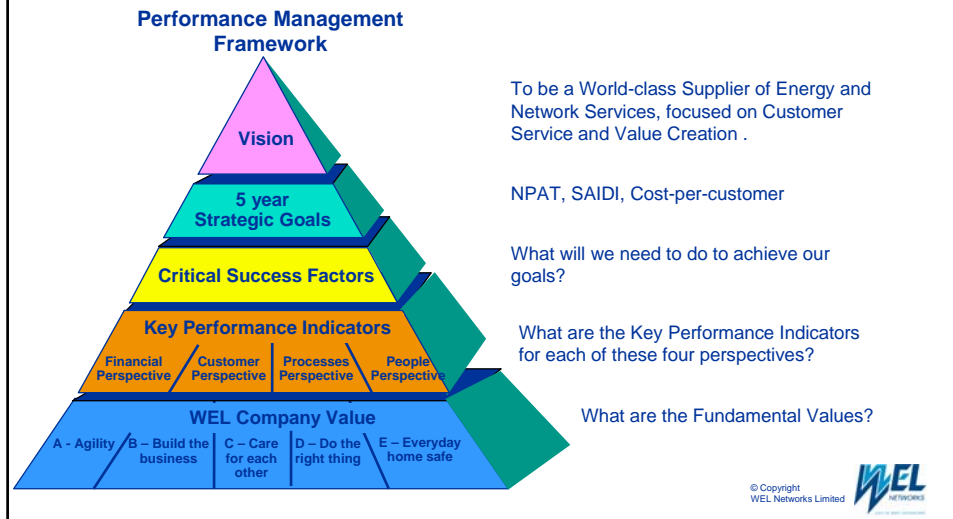 Performance Management
Framework
Vision
To be a World-class Supplier of Energy and
Network Services, focused on Customer
Service and Value Creation .
5 year
Strategic Goals
NPAT, SAIDI, Cost-per-customer
Critical Success Factors
What will we need to do to achieve our
goals?
Key Performance Indicators
Financial
Perspective
Customer
Perspective
Processes
Perspective
People
Perspective
What are the Key Performance Indicators
for each of these four perspectives?
WEL Company Value
A - Agility
B – Build the
business
C – Care
for each
other
D – Do the
right thing
E – Everyday
home safe
What are the Fundamental Values?
© Copyright
WEL Networks Limited
WEL
NETWORKS